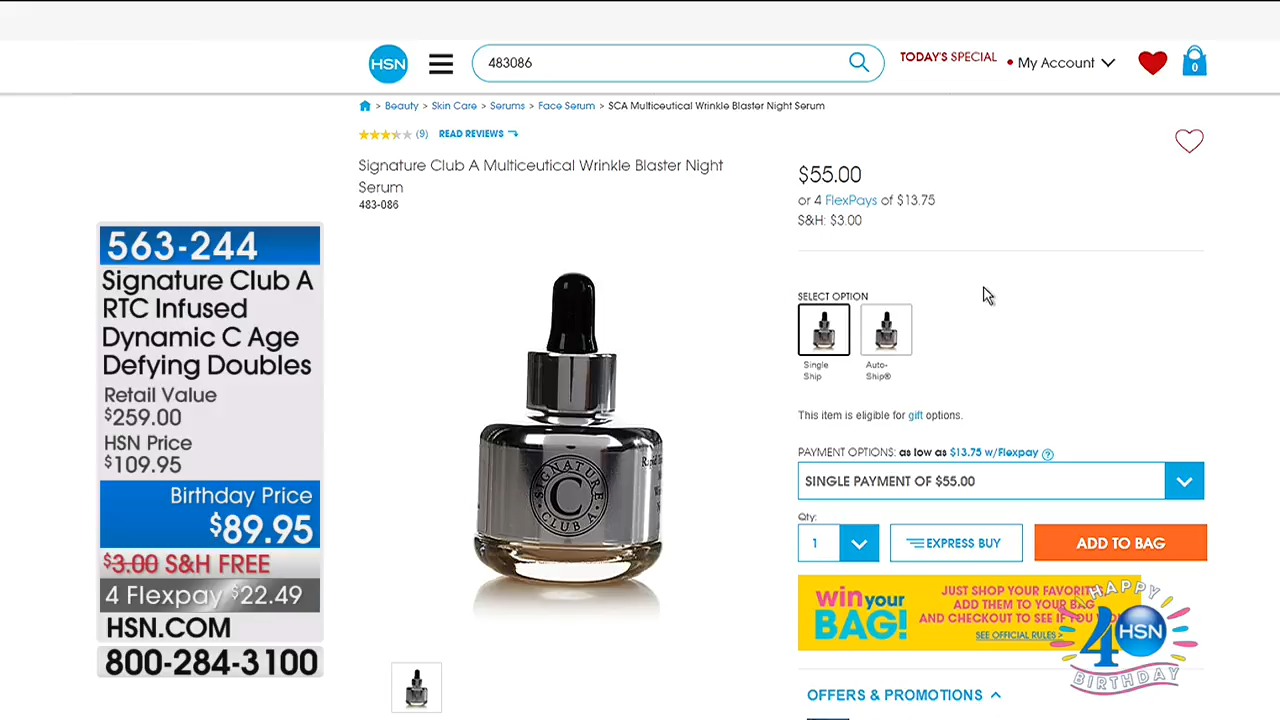 HSN
483086
TODAY'S SPECIAL
My Account
0
> Beauty > Skin Care > Serums > Face Serum > SCA Multiceutical Wrinkle Blaster Night Serum
(9) READ REVIEWS
Signature Club A Multiceutical Wrinkle Blaster Night
Serum
483-086
$55.00
or 4 FlexPays of $13.75
S&H: $3.00
563-244
Signature Club A
RTC Infused
Dynamic C Age
Defying Doubles
Retail Value
$259.00
HSN Price
$109.95
Birthday Price
$89.95
$3.00 S&H FREE
4 Flexpay $22.49
HSN.COM
800-284-3100
SIGNATURE
C
CLUB A
SELECT OPTION
Single
Ship
Auto-
Ship®
This item is eligible for gift options.
PAYMENT OPTIONS: as low as $13.75 w/Flexpay ?
SINGLE PAYMENT OF $55.00
Qty:
1
EXPRESS BUY
ADD TO BAG
win your
BAG!
JUST SHOP YOUR
ADD THEM TO YOUR BAG
AND CHECKOUT TO SEE IF
SEE OFFICIAL RULES >
HAPPY
40 HSN
BIRTHDAY
OFFERS & PROMOTIONS